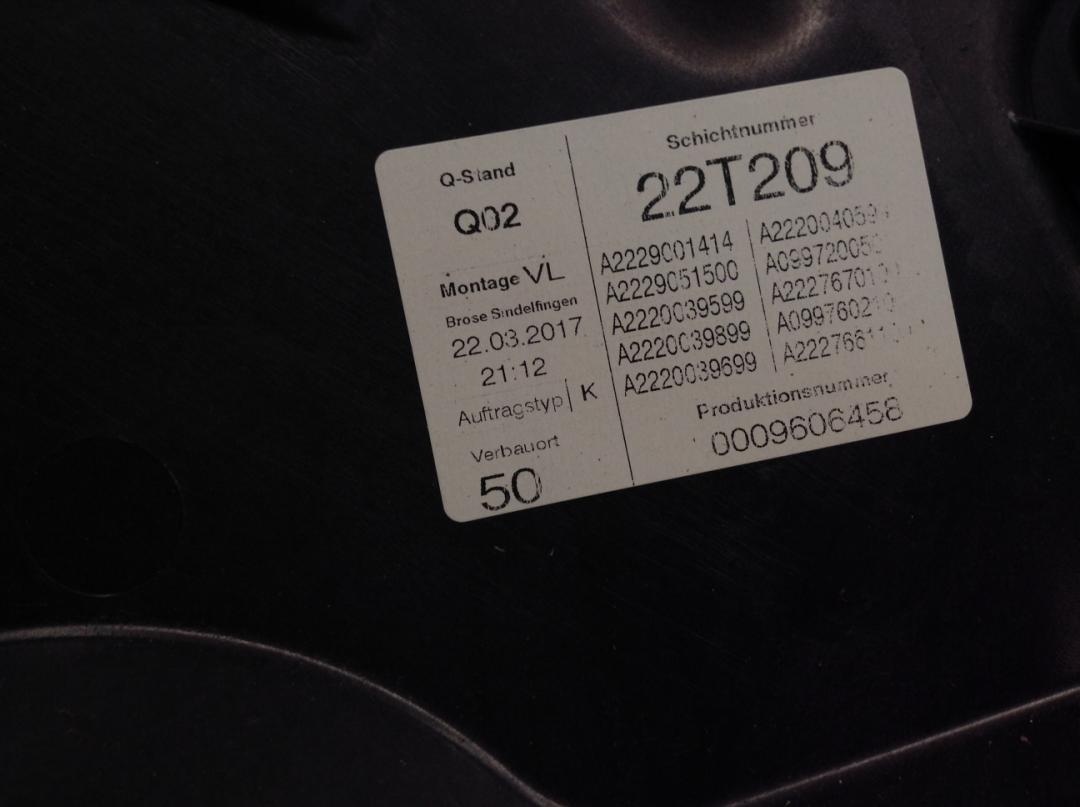 Q-Stand
Q02
Montage VL
Brose Sindelfingen
22.03.2017
21:12
Auftragstyp K
Verbauort
50
Schichtnummer
22T209
A2229001414
A2229051500
A2220039599
A2220039899
A2220039699
Produktionsnummer
0009606458